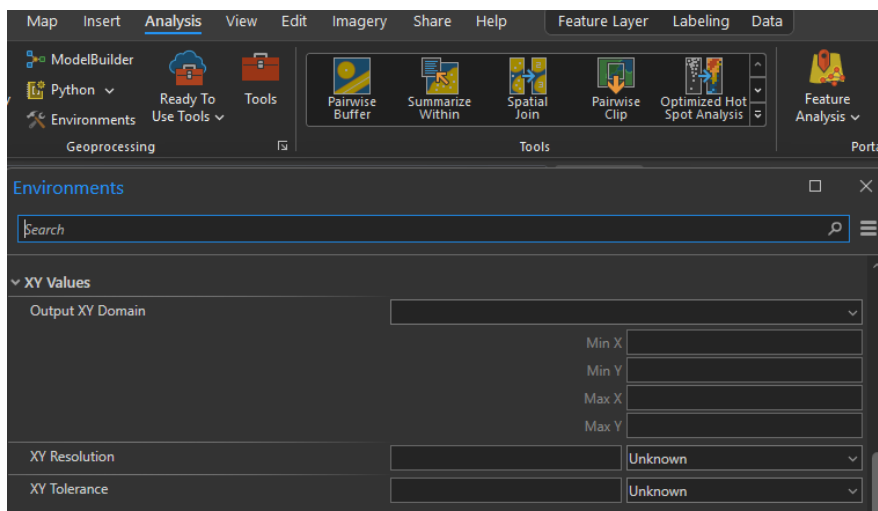 Map Insert Analysis View Edit Imagery Share Help Feature Layer Labeling Data
ModelBuilder
Python
Environments
Ready To
Use Tools
Tools
Geoprocessing
Pairwise
Buffer
Summarize
Within
Spatial
Join
Pairwise
Clip
Optimized Hot
Spot Analysis
Tools
Feature
Analysis
Porta
Environments
Search
XY Values
Output XY Domain
Min X
Min Y
Max X
Max Y
XY Resolution Unknown
XY Tolerance Unknown